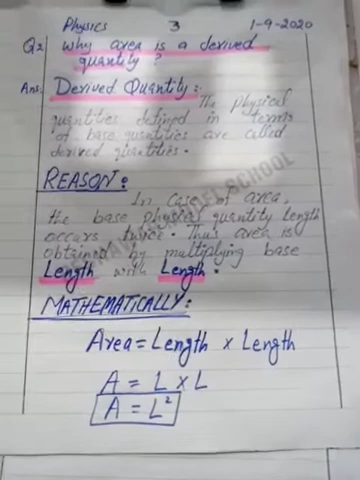 Physics 3 1-9-2020
Q2 Why area is a derived
quantity ?
Ans: Derived Quantity:
The physical
quantities defined in terms
of base quantities are called
derived quantities.
REASON:
In case of area,
the base physical quantity length
occurs twice. Thus area is
obtained by multiplying base
Length with Length.
MATHEMATICALLY:
Area = Length x Length
A = L x L
A = L²
SCHOOL